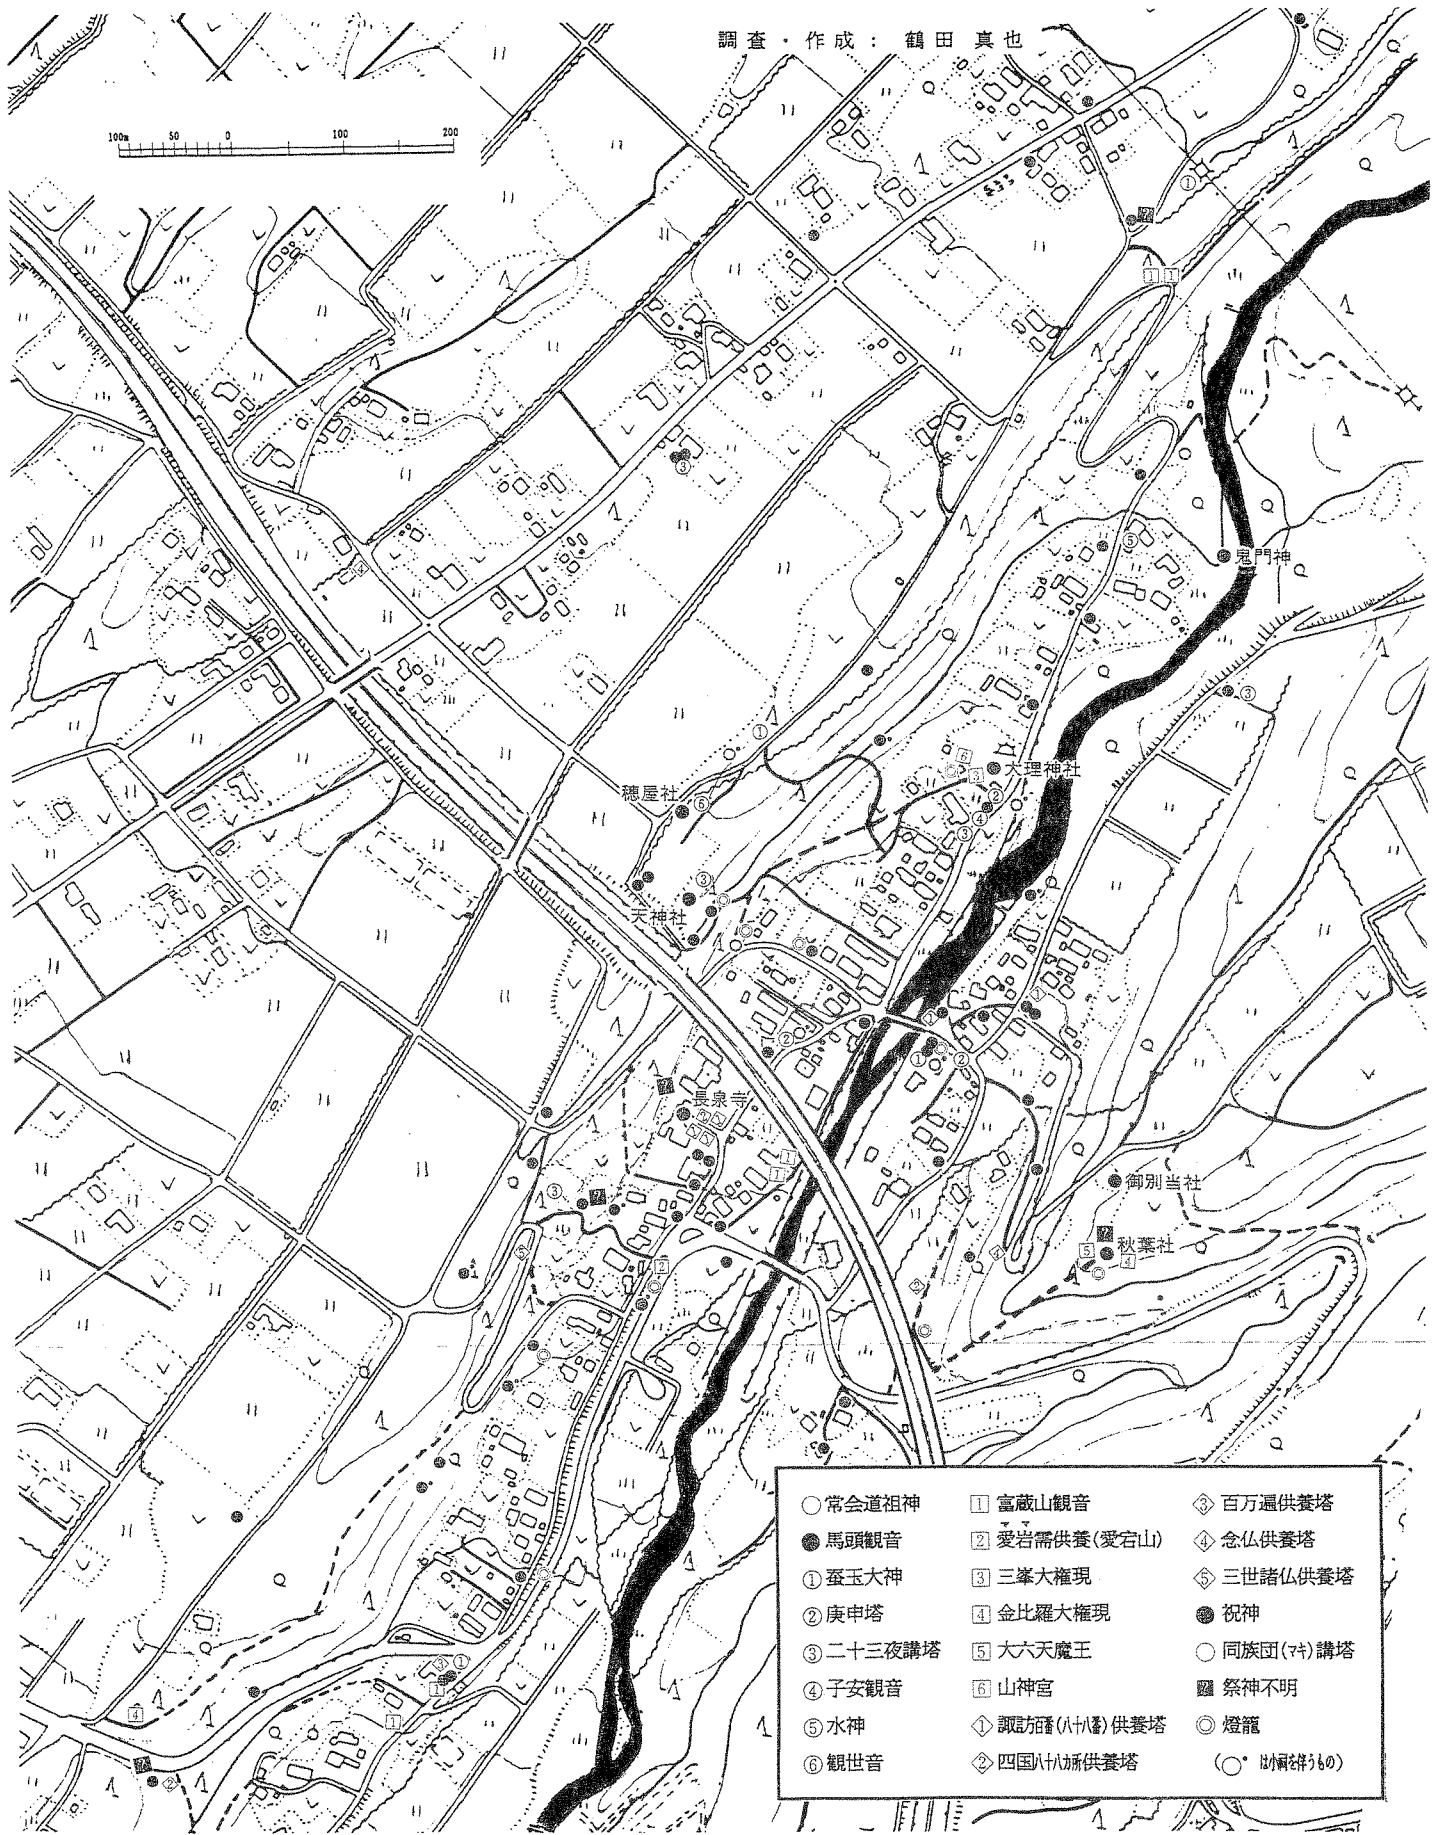 調査・作成：鶴田 真也
100m 50 0 100 200
鬼門神
大理神社
穂屋社
天神社
長泉寺
御別当社
秋葉社
○常会道祖神
●馬頭観音
①蚕玉大神
②庚申塔
③二十三夜講塔
④子安観音
⑤水神
⑥観世音
1 富蔵山観音
ママ
2 愛岩需供養(愛宕山)
3 三峯大権現
4 金比羅大権現
5 大六天魔王
6 山神宮
1 諏訪百番(八十八番)供養塔
2 四国八十八カ所供養塔
3 百万遍供養塔
4 念仏供養塔
5 三世諸仏供養塔
●祝神
○同族団(マキ)講塔
? 祭神不明
◎燈籠
(○• は小祠を伴うもの)